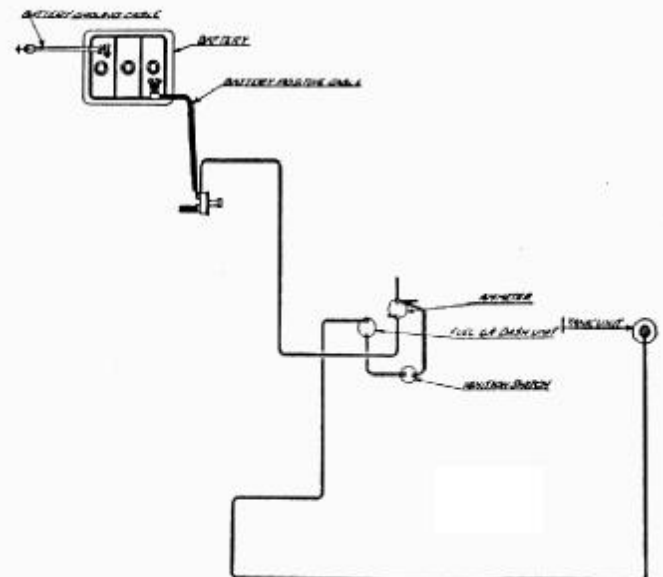 BATTERY GROUND CABLE
BATTERY
BATTERY POSITIVE CABLE
AMMETER
FUEL GA DASH UNIT
TANK UNIT
IGNITION SWITCH